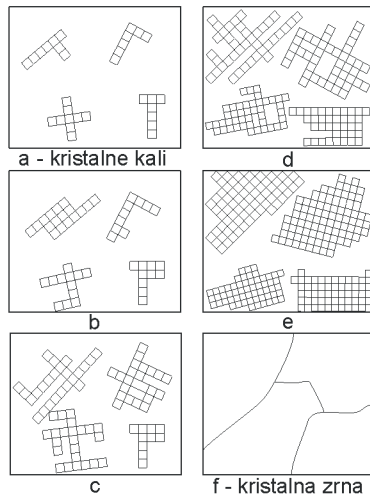 a - kristalne kali
d
b
e
c
f - kristalna zrna